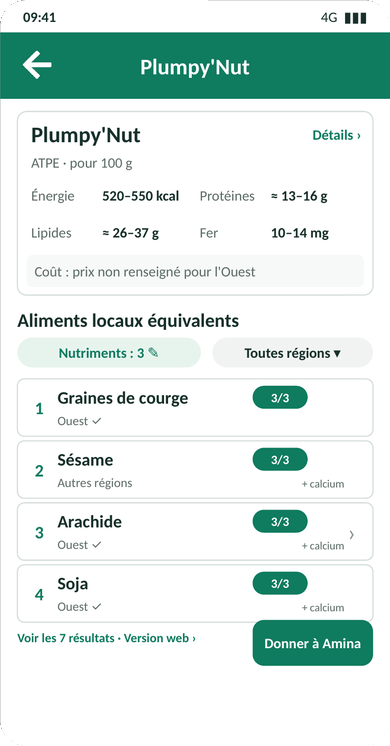 09:41 4G
Plumpy'Nut
Plumpy'Nut Détails ›
ATPE · pour 100 g
Énergie 520–550 kcal Protéines ≈ 13–16 g
Lipides ≈ 26–37 g Fer 10–14 mg
Coût : prix non renseigné pour l'Ouest
Aliments locaux équivalents
Nutriments : 3 ✎ Toutes régions ▾
1 Graines de courge 3/3
Ouest ✓
2 Sésame 3/3
Autres régions + calcium
3 Arachide 3/3 ›
Ouest ✓ + calcium
4 Soja 3/3
Ouest ✓ + calcium
Voir les 7 résultats · Version web › Donner à Amina